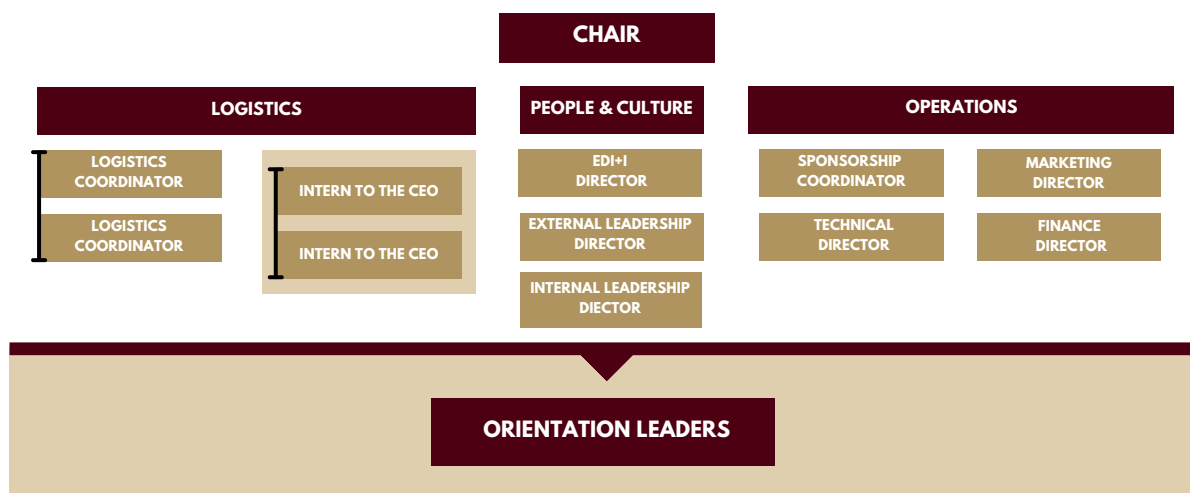 CHAIR
LOGISTICS
PEOPLE & CULTURE
OPERATIONS
LOGISTICS
COORDINATOR
LOGISTICS
COORDINATOR
INTERN TO THE CEO
INTERN TO THE CEO
EDI+I
DIRECTOR
EXTERNAL LEADERSHIP
DIRECTOR
INTERNAL LEADERSHIP
DIECTOR
SPONSORSHIP
COORDINATOR
MARKETING
DIRECTOR
TECHNICAL
DIRECTOR
FINANCE
DIRECTOR
ORIENTATION LEADERS